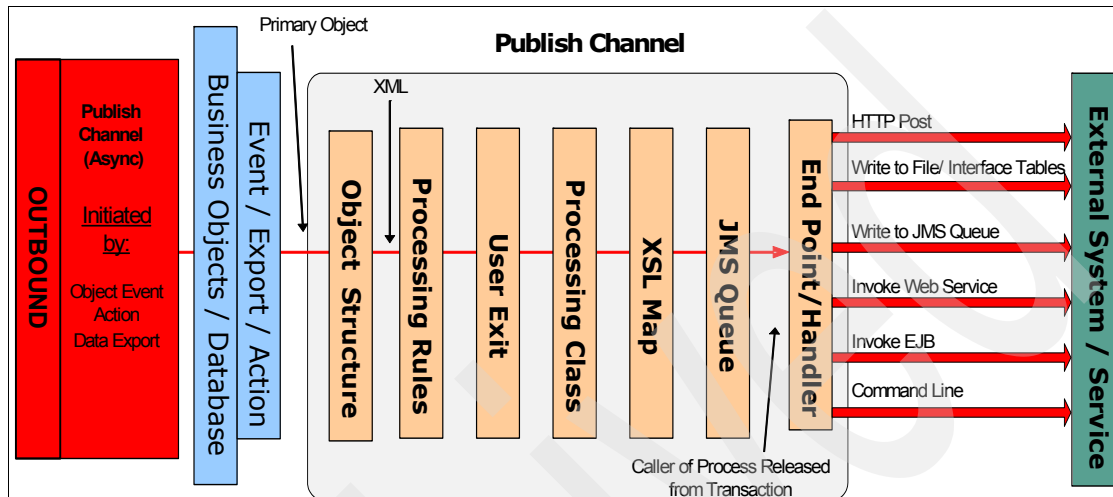 Primary Object
Publish Channel
XML
OUTBOUND
Publish
Channel
(Async)
Initiated
by:
Object Event
Action
Data Export
Business Objects / Database
Event / Export / Action
Object Structure
Processing Rules
User Exit
Processing Class
XSL Map
JMS Queue
End Point/Handler
HTTP Post
Write to File/ Interface Tables
Write to JMS Queue
Invoke Web Service
Invoke EJB
Command Line
External System / Service
Caller of Process Released
from Transaction